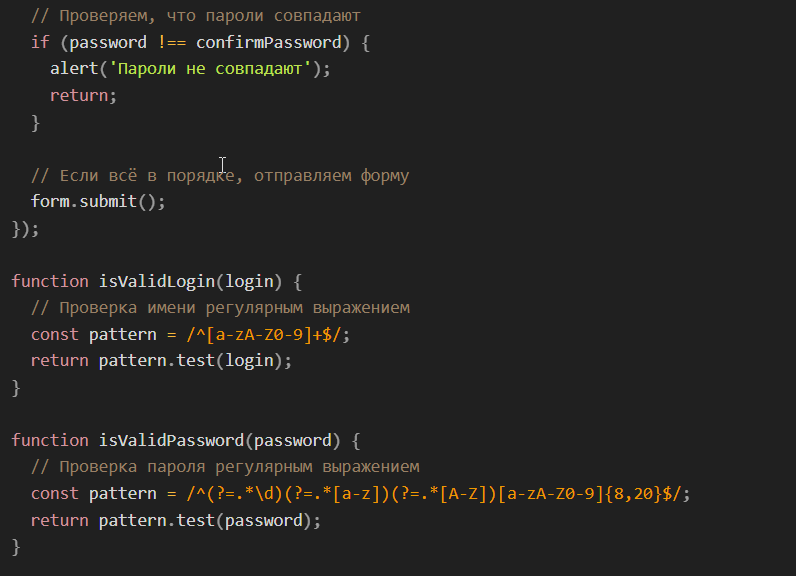 // Проверяем, что пароли совпадают
if (password !== confirmPassword) {
alert('Пароли не совпадают');
return;
}
// Если всё в порядке, отправляем форму
form.submit();
});
function isValidLogin(login) {
// Проверка имени регулярным выражением
const pattern = /^[a-zA-Z0-9]+$/;
return pattern.test(login);
}
function isValidPassword(password) {
// Проверка пароля регулярным выражением
const pattern = /^(?=.*\d)(?=.*[a-z])(?=.*[A-Z])[a-zA-Z0-9]{8,20}$/;
return pattern.test(password);
}